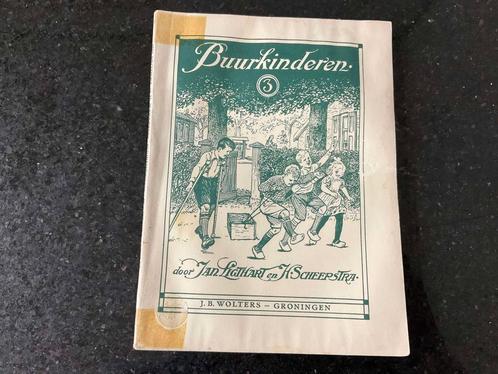 Buurkinderen.
3
door Jan Ligthart en H. Scheepstra.
J. B. WOLTERS – GRONINGEN